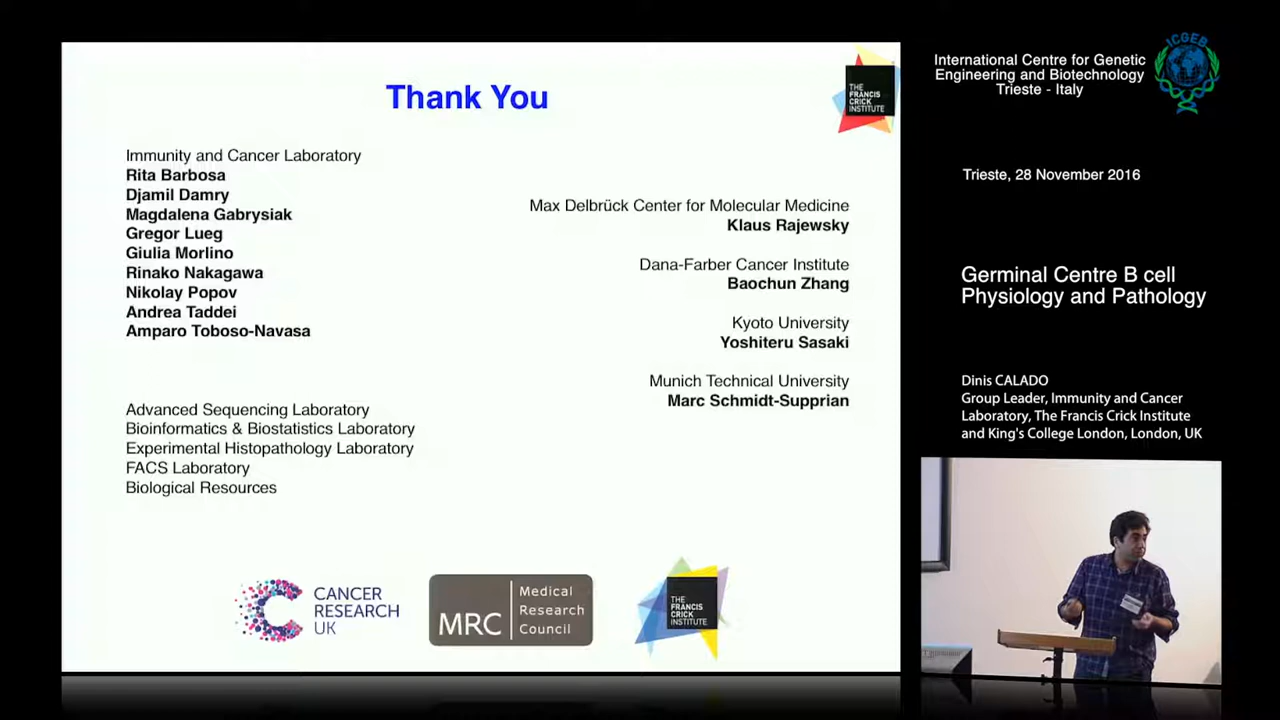 Thank You
THE
FRANCIS
CRICK
INSTITUTE
Immunity and Cancer Laboratory
Rita Barbosa
Djamil Damry
Magdalena Gabrysiak
Gregor Lueg
Giulia Morlino
Rinako Nakagawa
Nikolay Popov
Andrea Taddei
Amparo Toboso-Navasa
Advanced Sequencing Laboratory
Bioinformatics & Biostatistics Laboratory
Experimental Histopathology Laboratory
FACS Laboratory
Biological Resources
Max Delbrück Center for Molecular Medicine
Klaus Rajewsky
Dana-Farber Cancer Institute
Baochun Zhang
Kyoto University
Yoshiteru Sasaki
Munich Technical University
Marc Schmidt-Supprian
CANCER
RESEARCH
UK
MRC
Medical
Research
Council
THE
FRANCIS
CRICK
INSTITUTE
International Centre for Genetic
Engineering and Biotechnology
Trieste - Italy
ICGEB
Trieste, 28 November 2016
Germinal Centre B cell
Physiology and Pathology
Dinis CALADO
Group Leader, Immunity and Cancer
Laboratory, The Francis Crick Institute
and King's College London, London, UK